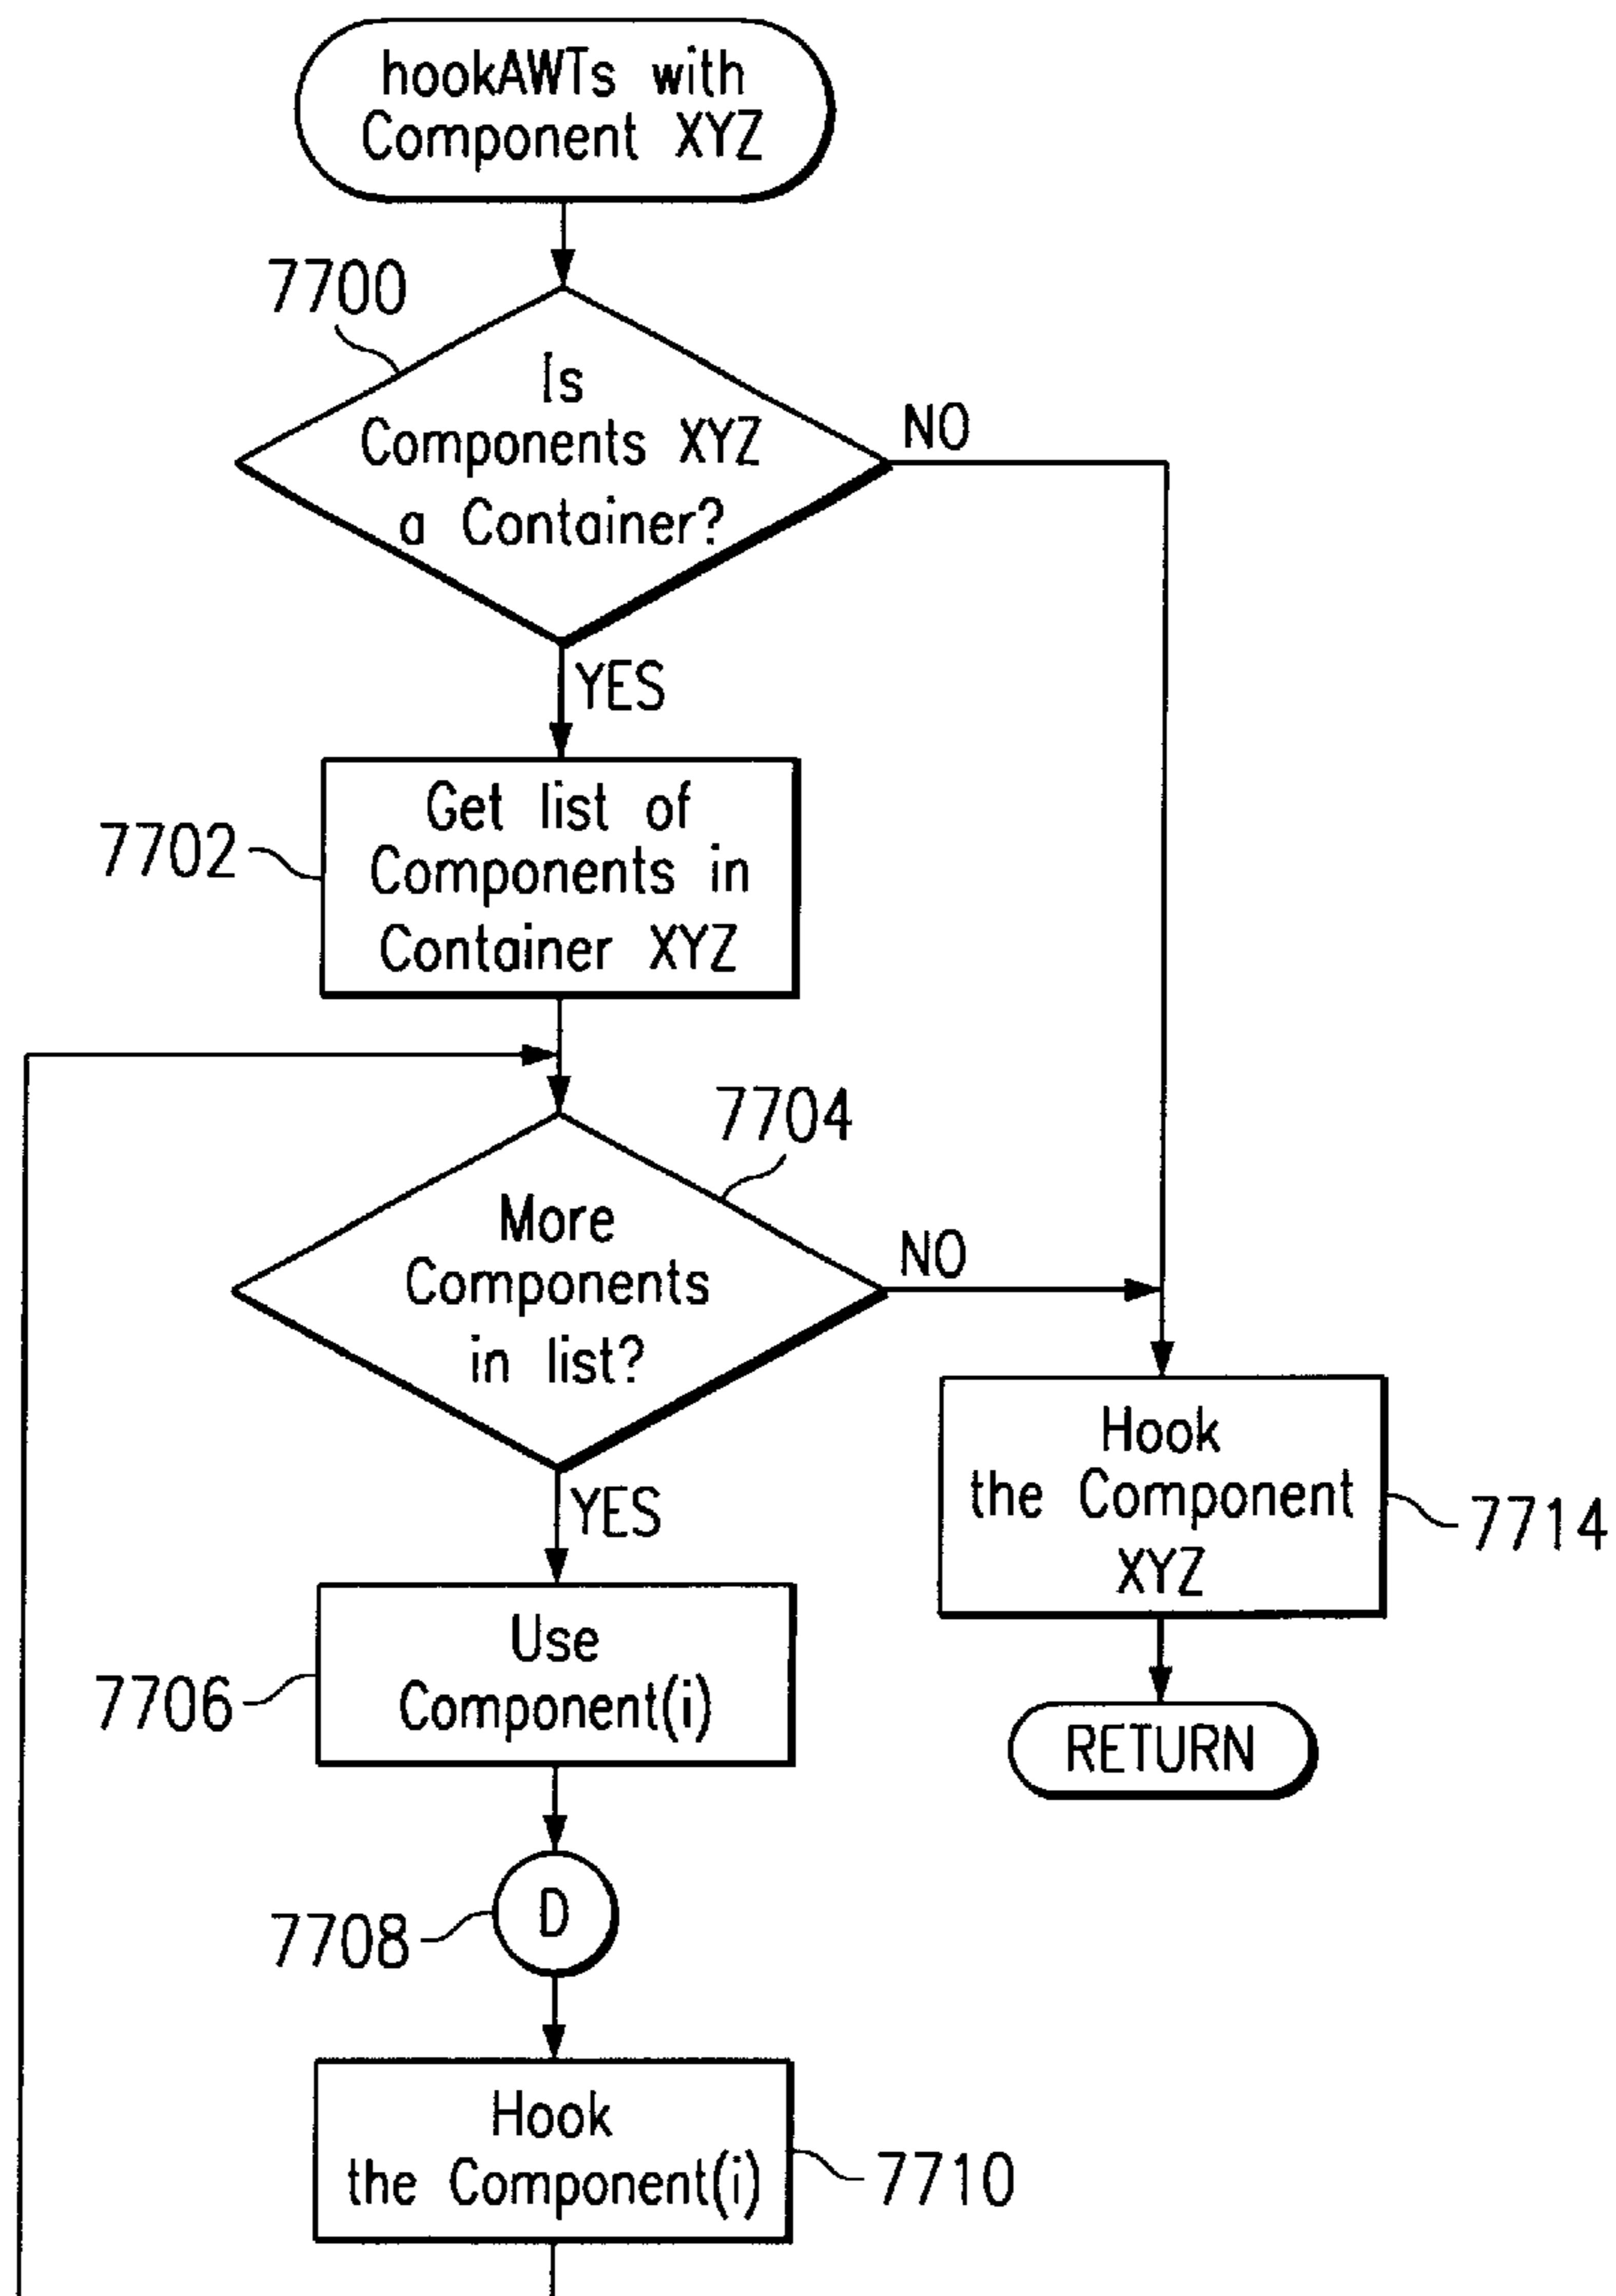 hookAWTs with
Component XYZ
7700
Is
Components XYZ
a Container?
NO
YES
7702
Get list of
Components in
Container XYZ
7704
More
Components
in list?
NO
YES
Hook
the Component
XYZ
7714
7706
Use
Component(i)
RETURN
7708
D
Hook
the Component(i)
7710